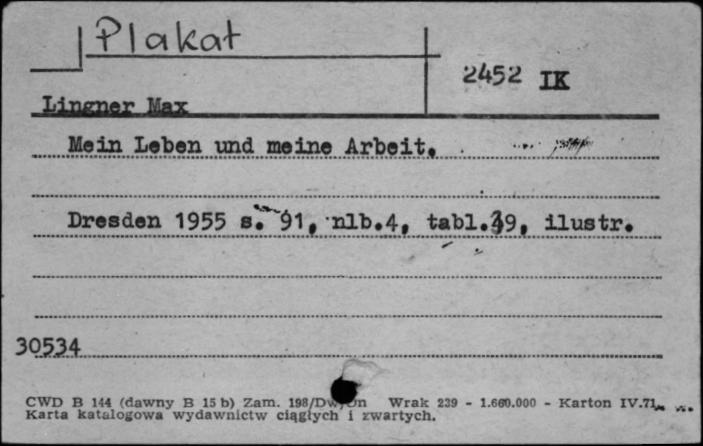 Plakat
2452 IK
Lingner Max
Mein Leben und meine Arbeit.
Dresden 1955 s. 91, nlb.4, tabl.39, ilustr.
30534
CWD B 144 (dawny B 15 b) Zam. 198/Dw/On Wrak 239 - 1.660.000 - Karton IV.71
Karta katalogowa wydawnictw ciągłych i zwartych.